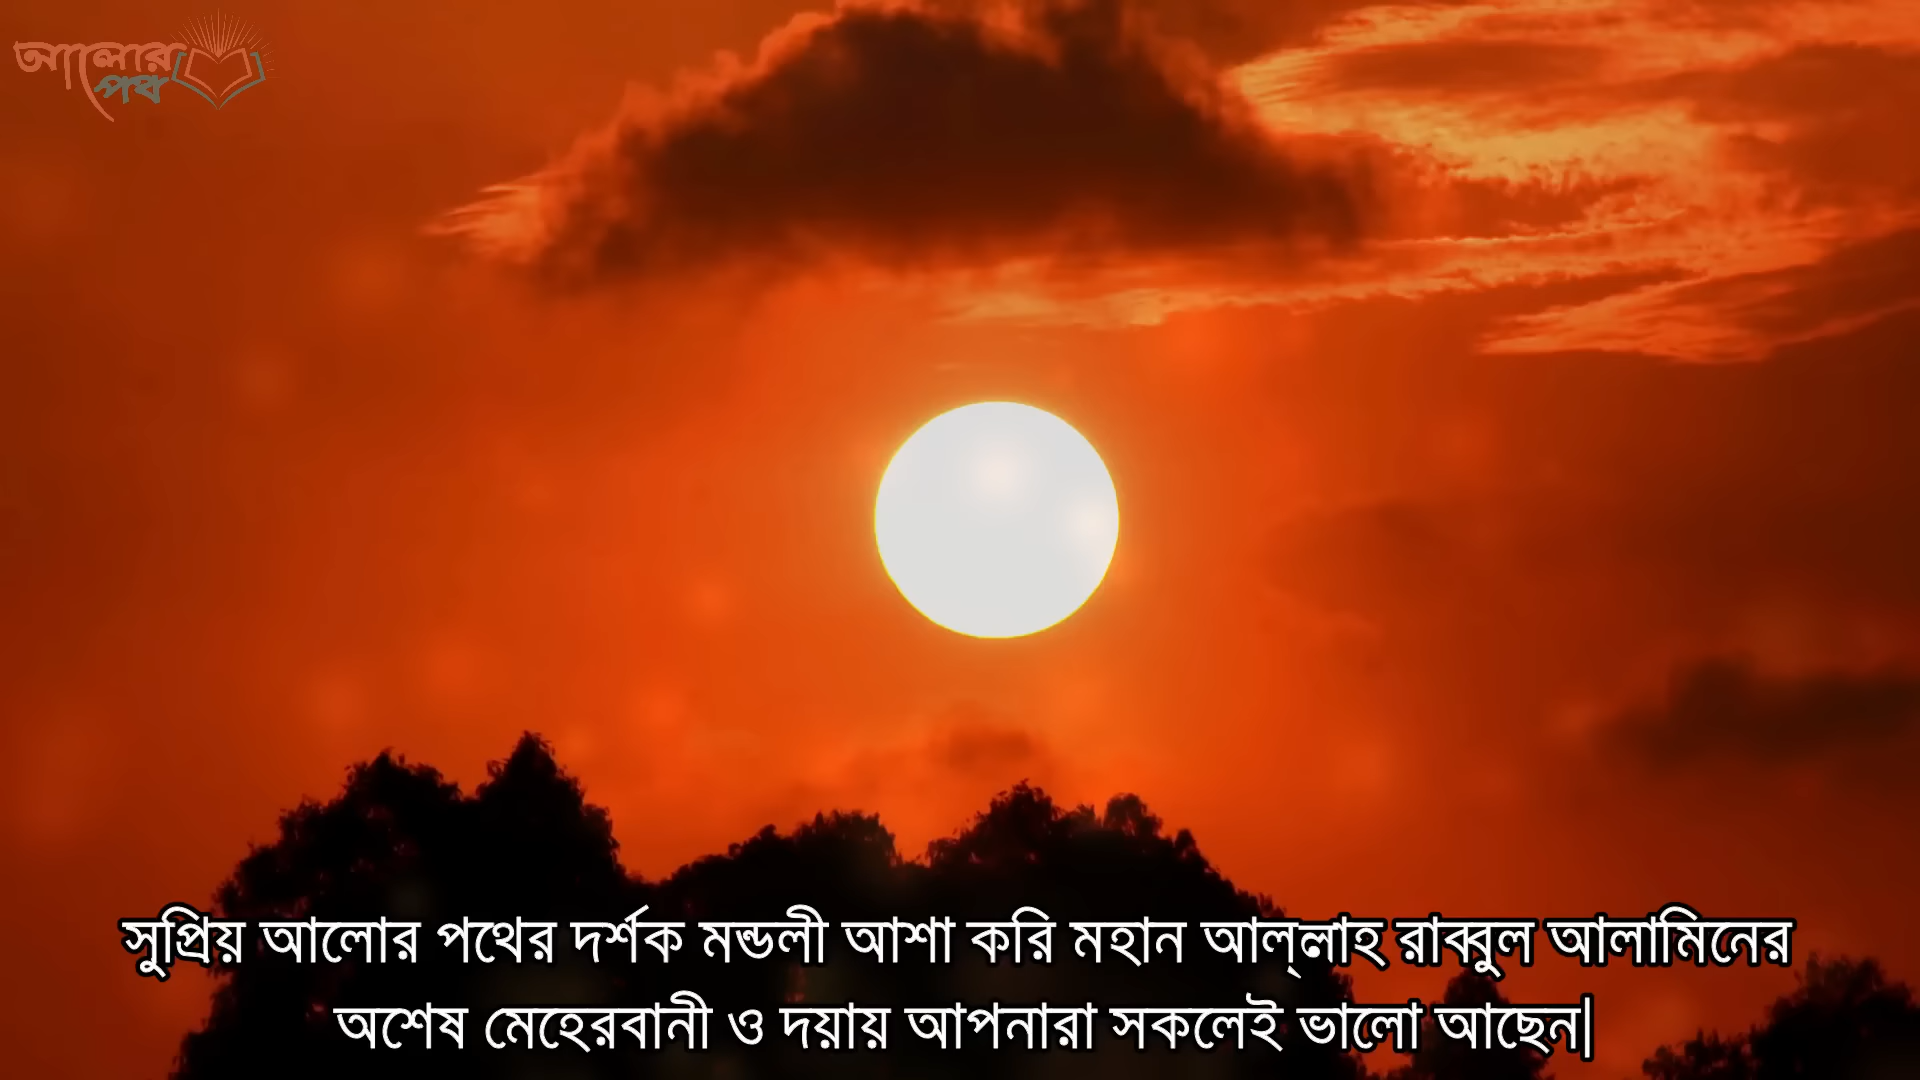 আলোর
পথ
সুপ্রিয় আলোর পথের দর্শক মন্ডলী আশা করি মহান আল্লাহ রাব্বুল আলামিনের
অশেষ মেহেরবানী ও দয়ায় আপনারা সকলেই ভালো আছেন|